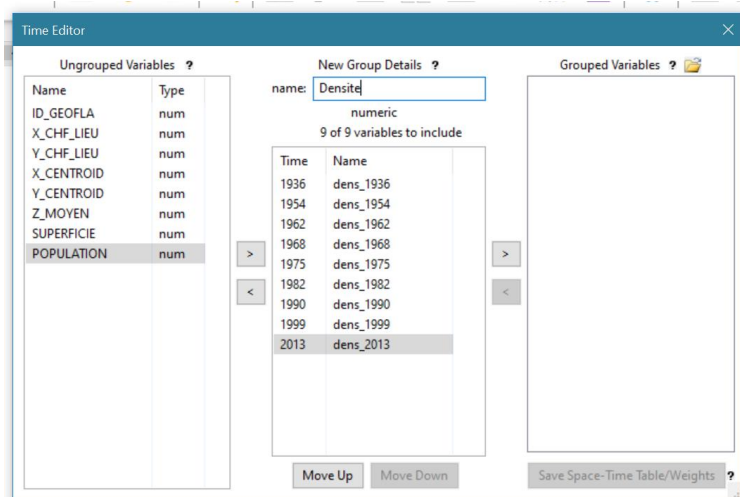 Time Editor
Ungrouped Variables ?
Name Type
ID_GEOFLA num
X_CHF_LIEU num
Y_CHF_LIEU num
X_CENTROID num
Y_CENTROID num
Z_MOYEN num
SUPERFICIE num
POPULATION num
>
<
New Group Details ?
name: Densite
numeric
9 of 9 variables to include
Time Name
1936 dens_1936
1954 dens_1954
1962 dens_1962
1968 dens_1968
1975 dens_1975
1982 dens_1982
1990 dens_1990
1999 dens_1999
2013 dens_2013
Move Up Move Down
>
<
Grouped Variables ?
Save Space-Time Table/Weights ?